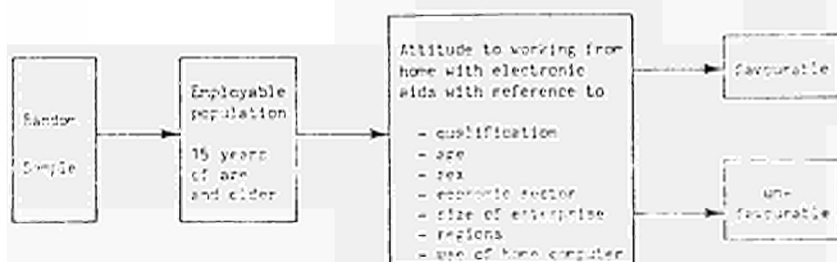 Random
Sample
Employable
population
15 years
of age
and older
Attitude to working from
home with electronic
aids with reference to
- qualification
- age
- sex
- economic sector
- size of enterprise
- regions
- use of home computer
favourable
un-
favourable